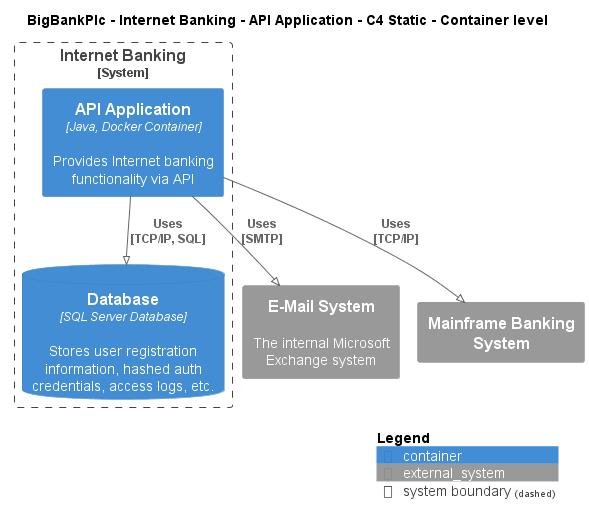 BigBankPlc - Internet Banking - API Application - C4 Static - Container level
Internet Banking
[System]
API Application
[Java, Docker Container]
Provides Internet banking
functionality via API
Uses
[TCP/IP, SQL]
Uses
[SMTP]
Uses
[TCP/IP]
Database
[SQL Server Database]
Stores user registration
information, hashed auth
credentials, access logs, etc.
E-Mail System
The internal Microsoft
Exchange system
Mainframe Banking
System
Legend
container
external_system
system boundary (dashed)